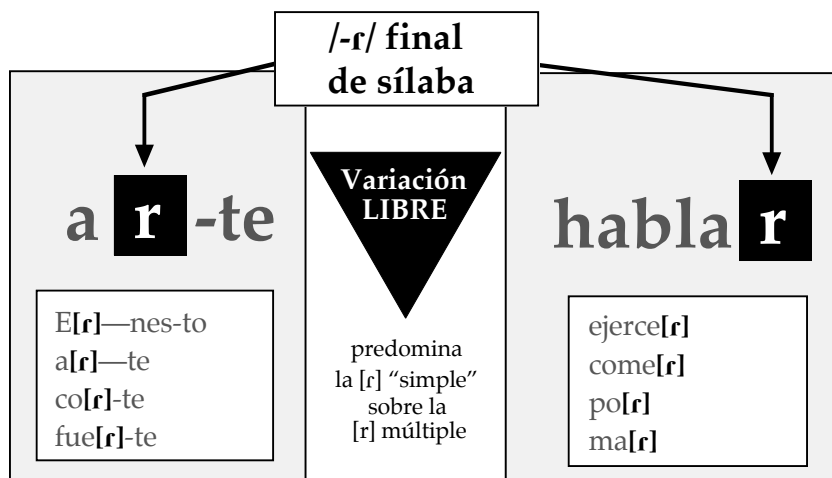 /-ɾ/ final
de sílaba
a r -te
E[ɾ]—nes-to
a[ɾ]—te
co[ɾ]-te
fue[ɾ]-te
Variación
LIBRE
predomina
la [ɾ] “simple”
sobre la
[r] múltiple
habla r
ejerce[ɾ]
come[ɾ]
po[ɾ]
ma[ɾ]